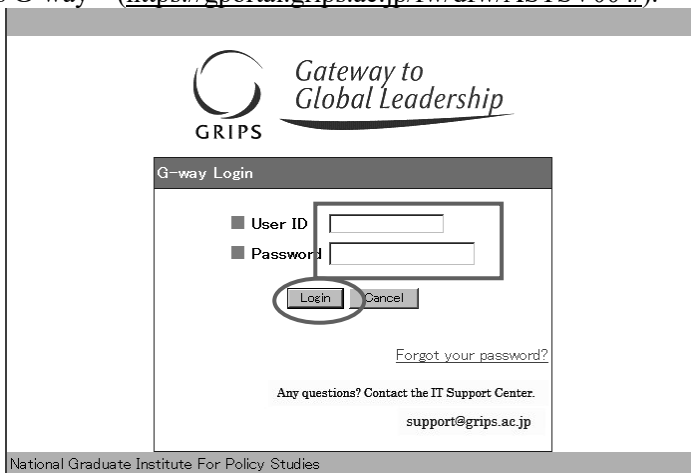 G-way
Gateway to
Global Leadership
GRIPS
G-way Login
User ID
Password
Login Cancel
Forgot your password?
Any questions? Contact the IT Support Center.
support@grips.ac.jp
National Graduate Institute For Policy Studies